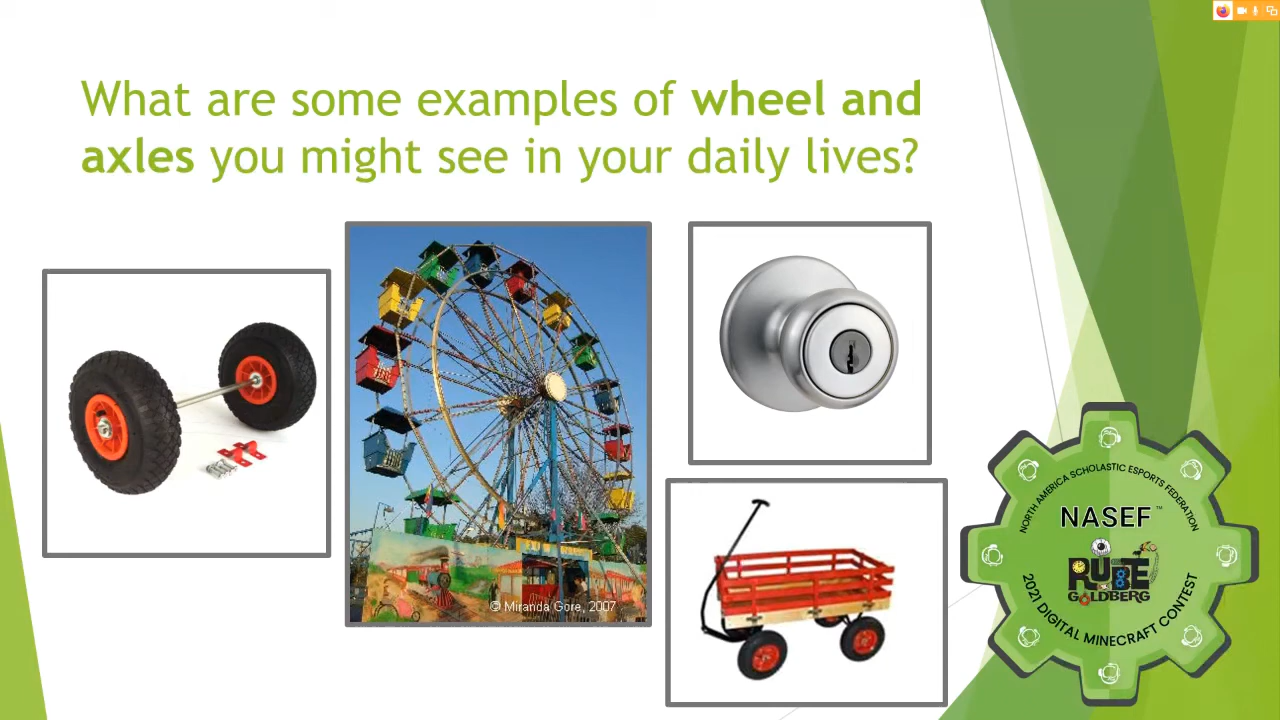 What are some examples of wheel and
axles you might see in your daily lives?
© Miranda Gore, 2007
NORTH AMERICA SCHOLASTIC ESPORTS FEDERATION
NASEF™
RUBE
GOLDBERG
2021 DIGITAL MINECRAFT CONTEST